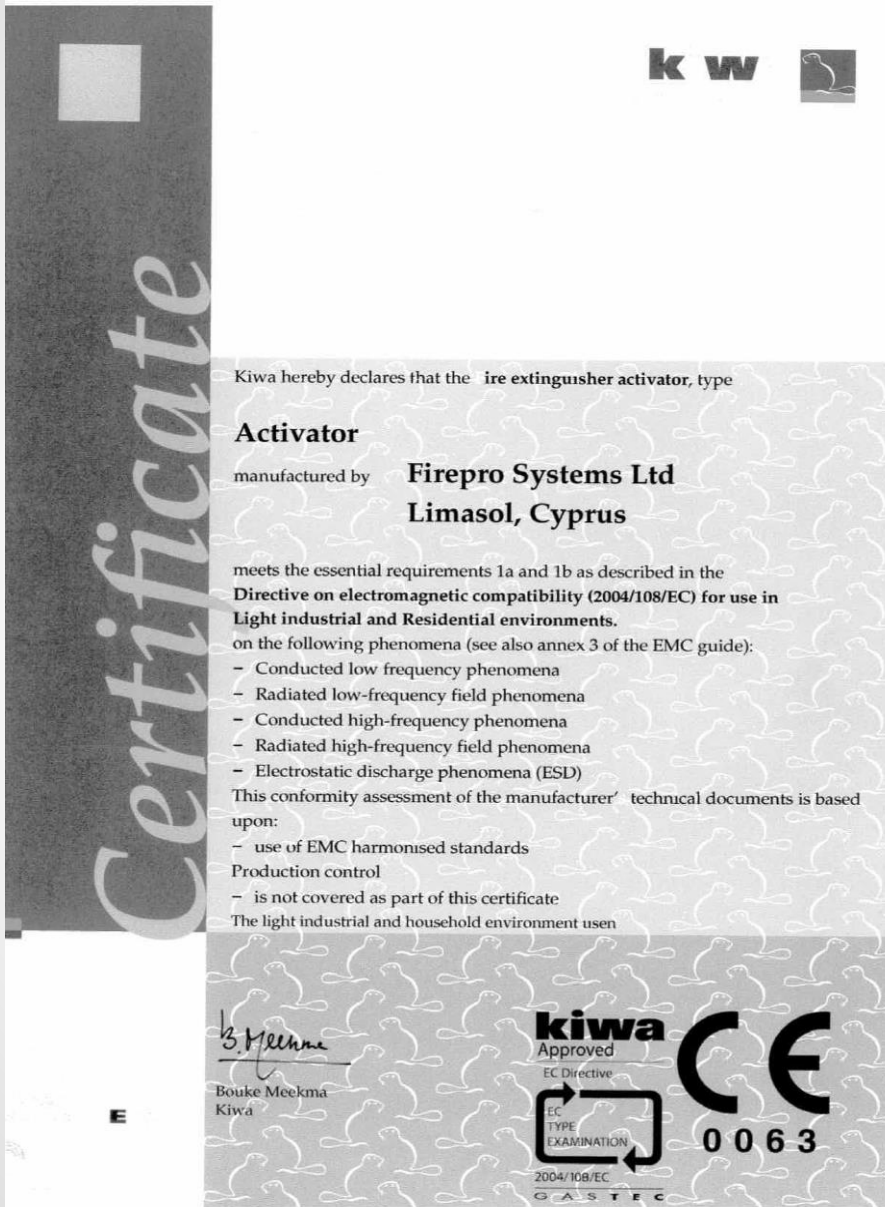 k w
Certificate
Kiwa hereby declares that the ire extinguisher activator, type
Activator
manufactured by Firepro Systems Ltd
Limasol, Cyprus
meets the essential requirements 1a and 1b as described in the
Directive on electromagnetic compatibility (2004/108/EC) for use in
Light industrial and Residential environments.
on the following phenomena (see also annex 3 of the EMC guide):
– Conducted low frequency phenomena
– Radiated low-frequency field phenomena
– Conducted high-frequency phenomena
– Radiated high-frequency field phenomena
– Electrostatic discharge phenomena (ESD)
This conformity assessment of the manufacturer' technical documents is based
upon:
– use of EMC harmonised standards
Production control
– is not covered as part of this certificate
The light industrial and household environment usen
B. Meekma
Bouke Meekma
Kiwa
E
kiwa
Approved
EC Directive
EC
TYPE
EXAMINATION
2004/108/EC
GASTEC
CE
0063